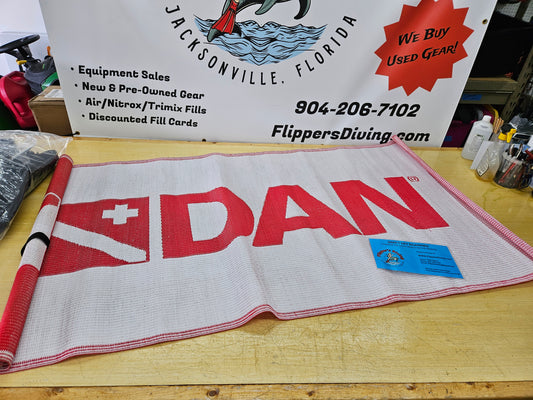 JACKSONVILLE, FLORIDA
We Buy
Used Gear!
• Equipment Sales
• New & Pre-Owned Gear
• Air/Nitrox/Trimix Fills
• Discounted Fill Cards
904-206-7102
FlippersDiving.com
DAN®